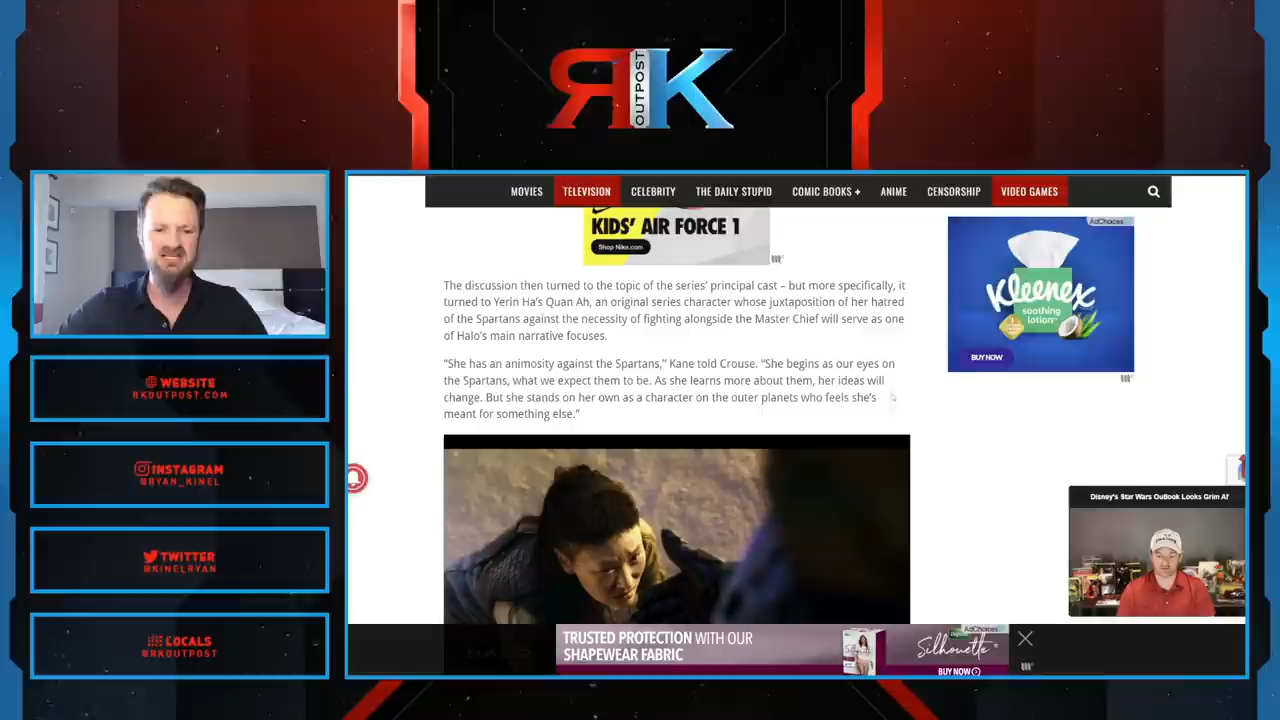 RK
OUTPOST
MOVIES TELEVISION CELEBRITY THE DAILY STUPID COMIC BOOKS + ANIME CENSORSHIP VIDEO GAMES
KIDS' AIR FORCE 1
Shop Nike.com
AdChoices
Kleenex
soothing
lotion
BUY NOW
The discussion then turned to the topic of the series' principal cast – but more specifically, it
turned to Yerin Ha's Quan Ah, an original series character whose juxtaposition of her hatred
of the Spartans against the necessity of fighting alongside the Master Chief will serve as one
of Halo's main narrative focuses.
“She has an animosity against the Spartans,” Kane told Crouse. “She begins as our eyes on
the Spartans, what we expect them to be. As she learns more about them, her ideas will
change. But she stands on her own as a character on the outer planets who feels she's
meant for something else.”
WEBSITE
RKOUTPOST.COM
INSTAGRAM
@RYAN_KINEL
TWITTER
@KINELRYAN
LOCALS
@RKOUTPOST
Disney's Star Wars Outlook Looks Grim Af
TRUSTED PROTECTION WITH OUR
SHAPEWEAR FABRIC
AdChoices
Depend
Silhouette
BUY NOW